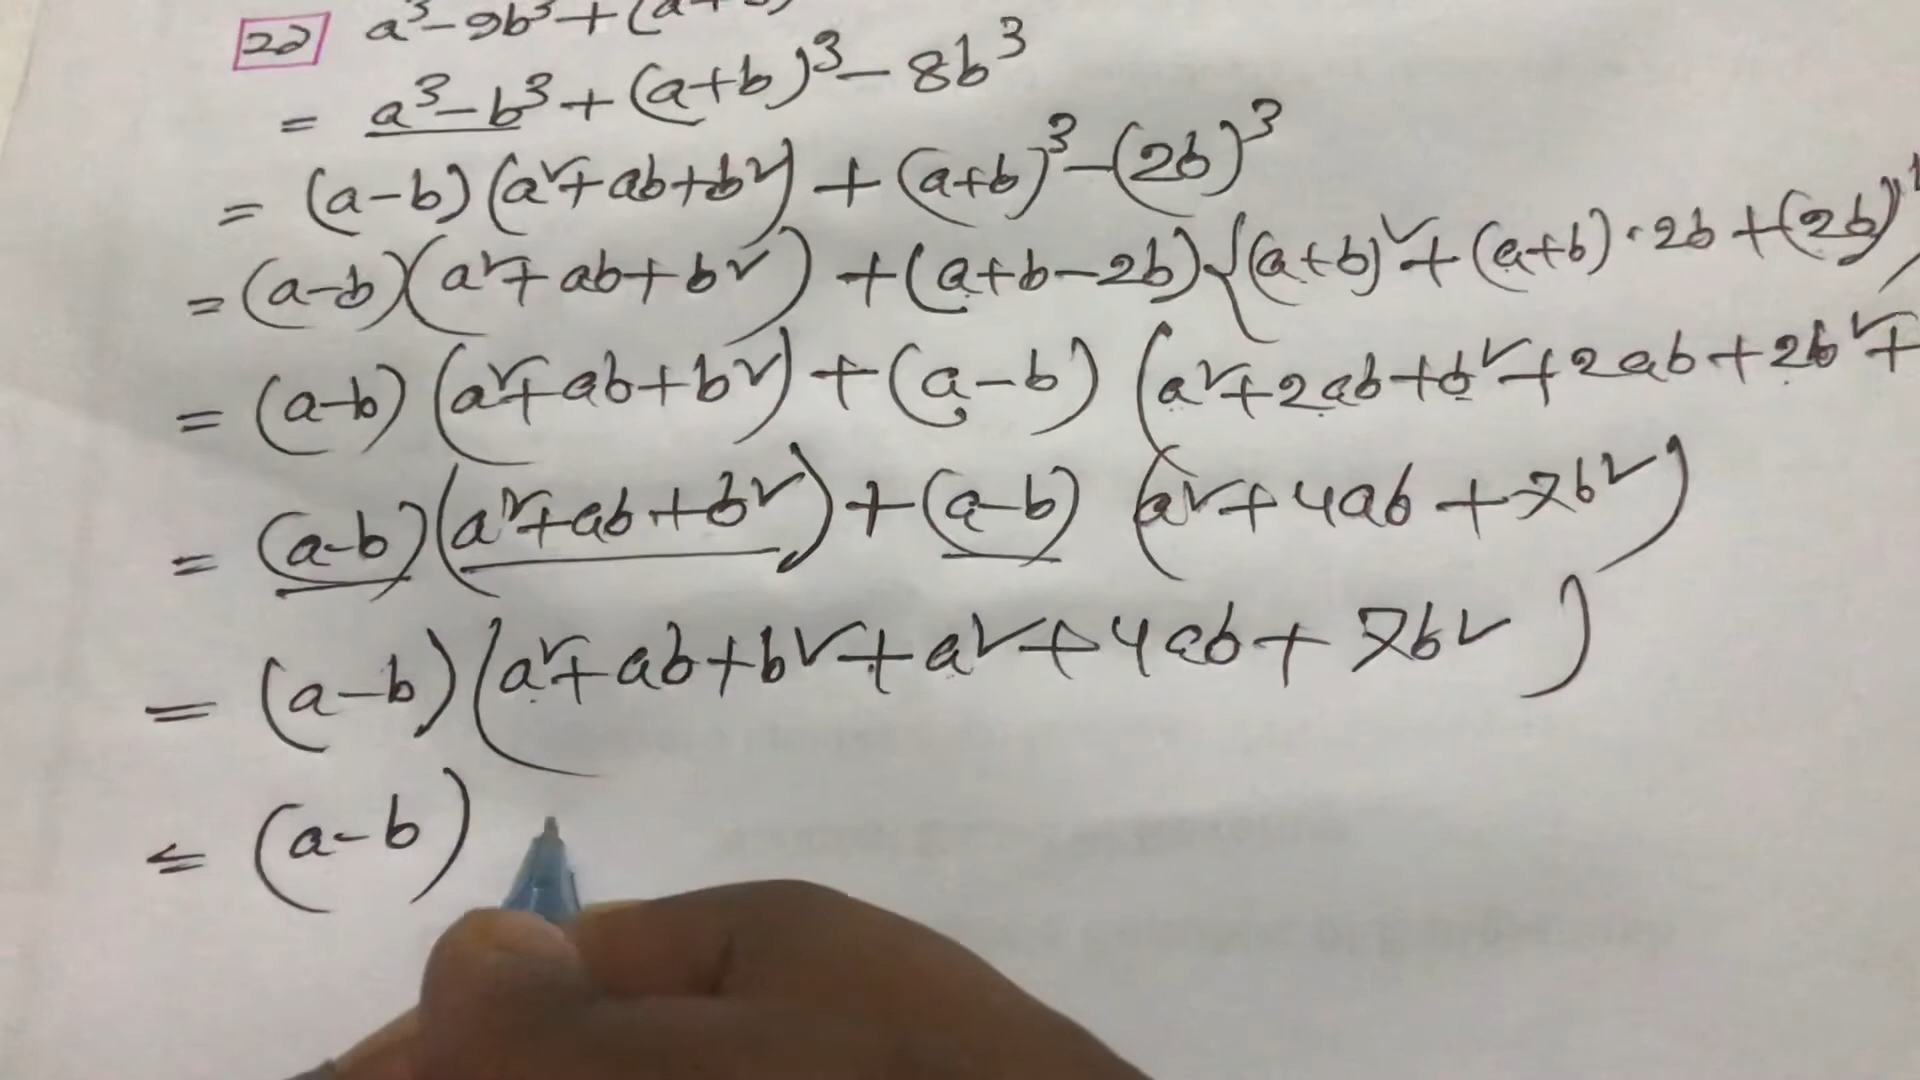 22 a³-9b³+(a+b)
= a³-b³+(a+b)³-8b³
= (a-b)(a²+ab+b²)+(a+b)³-(2b)³
= (a-b)(a²+ab+b²)+(a+b-2b){(a+b)²+(a+b)·2b+(2b)²}
= (a-b)(a²+ab+b²)+(a-b)(a²+2ab+b²+2ab+2b²+
= (a-b)(a²+ab+b²)+(a-b)(a²+4ab+7b²)
= (a-b)(a²+ab+b²+a²+4ab+7b²)
= (a-b)